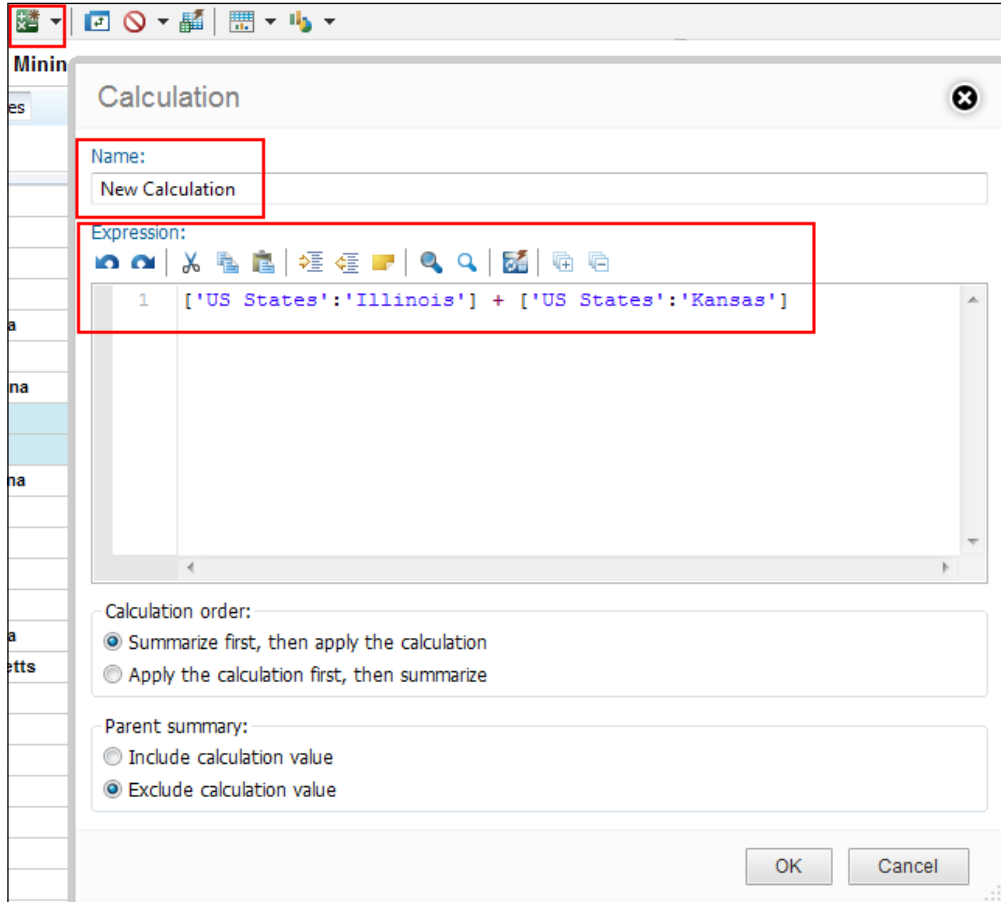 Minin
Calculation
es
Name:
New Calculation
Expression:
1 ['US States':'Illinois'] + ['US States':'Kansas']
a
na
na
Calculation order:
Summarize first, then apply the calculation
a
etts
Apply the calculation first, then summarize
Parent summary:
Include calculation value
Exclude calculation value
OK Cancel